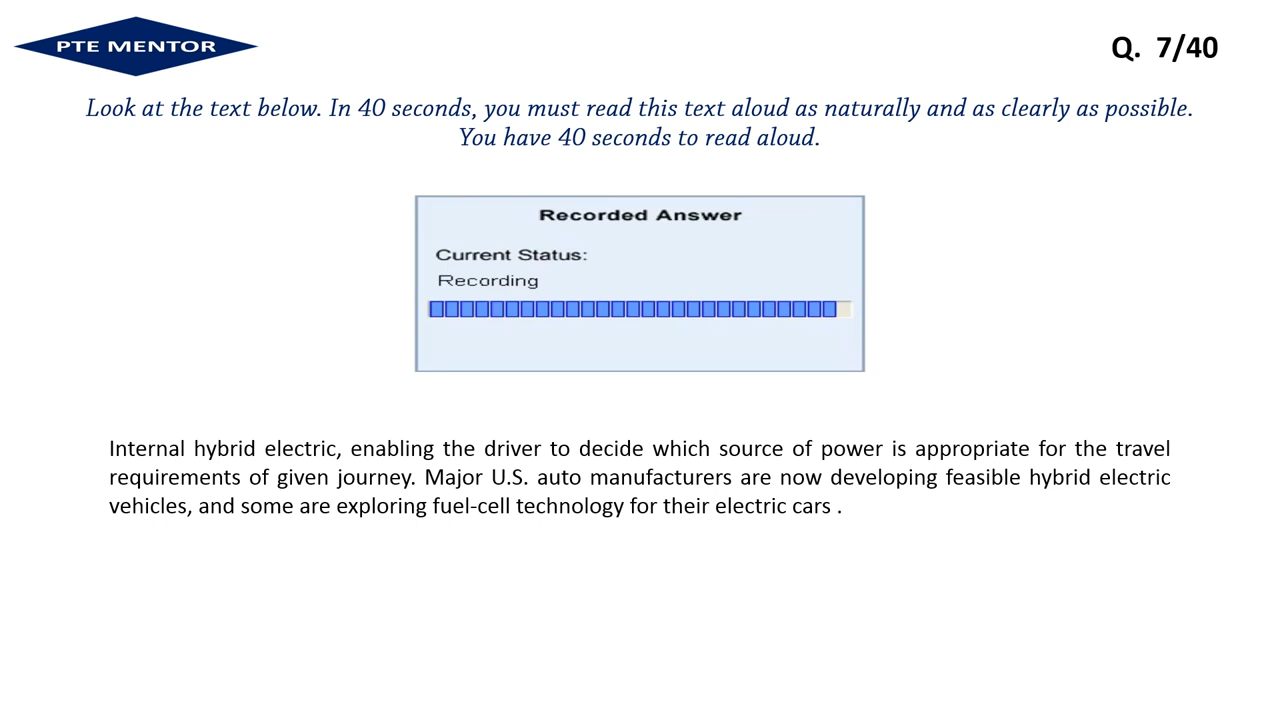 PTE MENTOR
Q. 7/40
Look at the text below. In 40 seconds, you must read this text aloud as naturally and as clearly as possible.
You have 40 seconds to read aloud.
Recorded Answer
Current Status:
Recording
Internal hybrid electric, enabling the driver to decide which source of power is appropriate for the travel
requirements of given journey. Major U.S. auto manufacturers are now developing feasible hybrid electric
vehicles, and some are exploring fuel-cell technology for their electric cars .